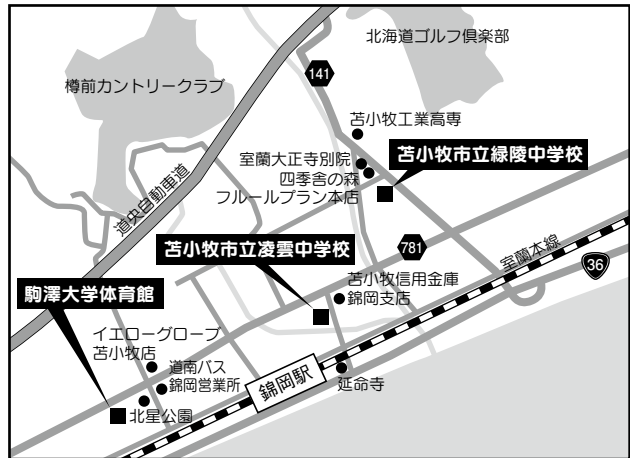 北海道ゴルフ倶楽部
141
樽前カントリークラブ
苫小牧工業高専
室蘭大正寺別院
四季舎の森
フルールプラン本店
苫小牧市立緑陵中学校
道央自動車道
苫小牧市立凌雲中学校
781
室蘭本線
36
駒澤大学体育館
苫小牧信用金庫
錦岡支店
イエローグローブ
苫小牧店
道南バス
錦岡営業所
錦岡駅
延命寺
北星公園